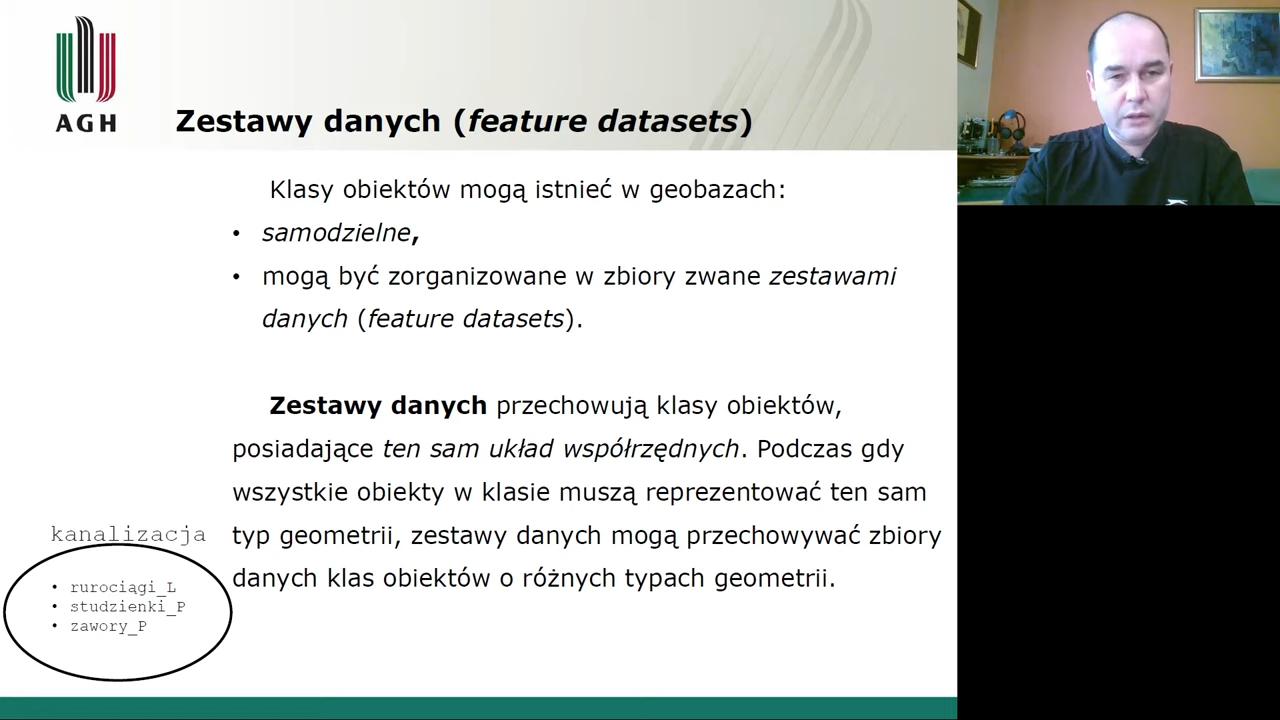 AGH
Zestawy danych (feature datasets)
Klasy obiektów mogą istnieć w geobazach:
• samodzielne,
• mogą być zorganizowane w zbiory zwane zestawami
danych (feature datasets).
Zestawy danych przechowują klasy obiektów,
posiadające ten sam układ współrzędnych. Podczas gdy
wszystkie obiekty w klasie muszą reprezentować ten sam
typ geometrii, zestawy danych mogą przechowywać zbiory
danych klas obiektów o różnych typach geometrii.
kanalizacja
• rurociągi_L
• studzienki_P
• zawory_P